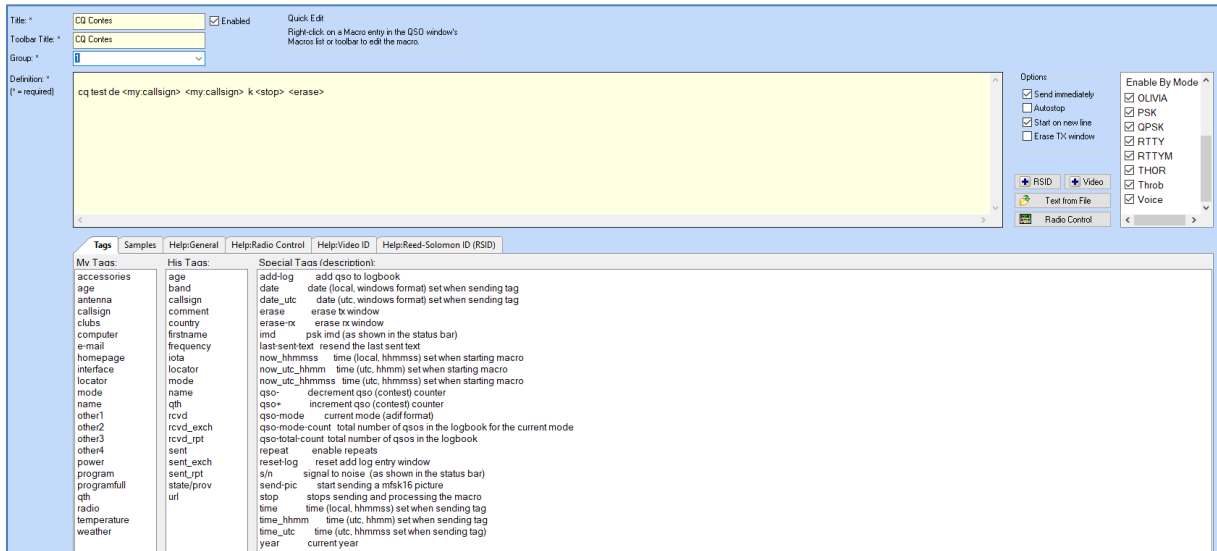 Title: *
CQ Contes
Enabled
Quick Edit
Toolbar Title: *
CQ Contes
Right-click on a Macro entry in the QSO window's
Macros list or toolbar to edit the macro.
Group: *
1
Definition: *
(* = required)
cq test de <my:callsign> <my:callsign> k <stop> <erase>
Options
Send immediately
Autostop
Start on new line
Erase TX window
RSID
Video
Text from File
Radio Control
Enable By Mode
OLIVIA
PSK
QPSK
RTTY
RTTYM
THOR
Throb
Voice
Tags Samples Help:General Help:Radio Control Help:Video ID Help:Reed-Solomon ID (RSID)
My Tags:
accessories
age
antenna
callsign
clubs
computer
e-mail
homepage
interface
locator
mode
name
other1
other2
other3
other4
power
program
programfull
qth
radio
temperature
weather
His Tags:
age
band
callsign
comment
country
firstname
frequency
iota
locator
mode
name
qth
rcvd
rcvd_exch
rcvd_rpt
sent
sent_exch
sent_rpt
state/prov
url
Special Tags (description):
add-log add qso to logbook
date date (local, windows format) set when sending tag
date_utc date (utc, windows format) set when sending tag
erase erase tx window
erase-rx erase rx window
imd psk imd (as shown in the status bar)
last-sent-text resend the last sent text
now_hhmmss time (local, hhmmss) set when starting macro
now_utc_hhmm time (utc, hhmm) set when starting macro
now_utc_hhmmss time (utc, hhmmss) set when starting macro
qso- decrement qso (contest) counter
qso+ increment qso (contest) counter
qso-mode current mode (adif format)
qso-mode-count total number of qsos in the logbook for the current mode
qso-total-count total number of qsos in the logbook
repeat enable repeats
reset-log reset add log entry window
s/n signal to noise (as shown in the status bar)
send-pic start sending a mfsk16 picture
stop stops sending and processing the macro
time time (local, hhmmss) set when sending tag
time_hhmm time (utc, hhmm) set when sending tag
time_utc time (utc, hhmmss set when sending tag)
year current year